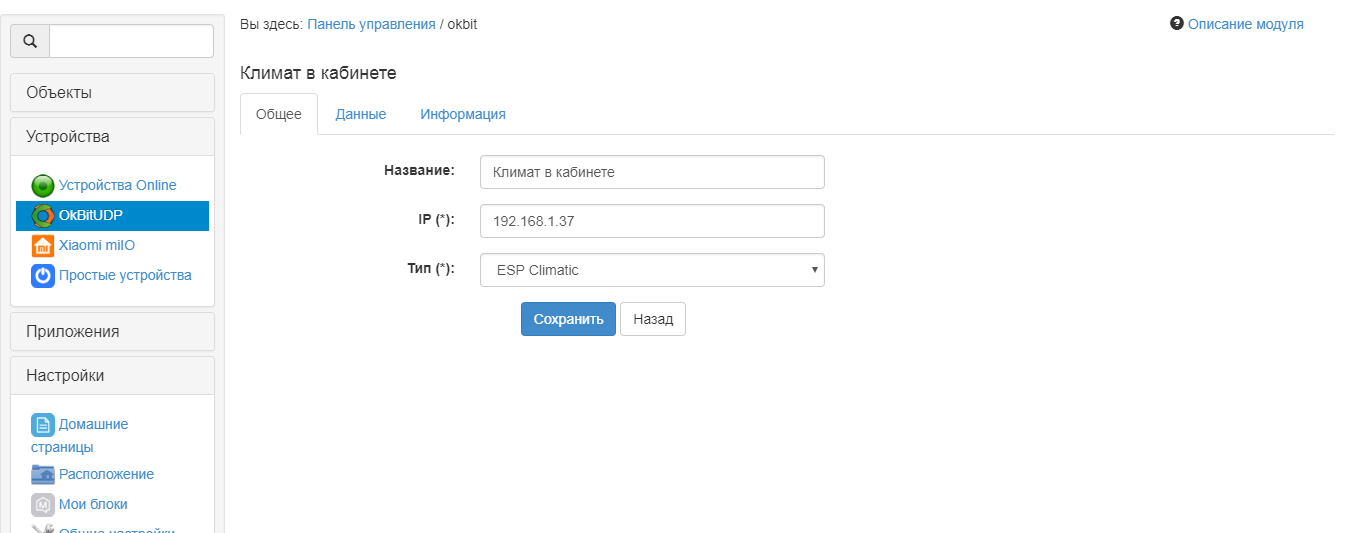 Вы здесь: Панель управления / okbit
Описание модуля
Объекты
Устройства
Устройства Online
OkBitUDP
Xiaomi miIO
Простые устройства
Приложения
Настройки
Домашние
страницы
Расположение
Мои блоки
Общие настройки
Климат в кабинете
Общее Данные Информация
Название: Климат в кабинете
IP (*): 192.168.1.37
Тип (*): ESP Climatic
Сохранить Назад